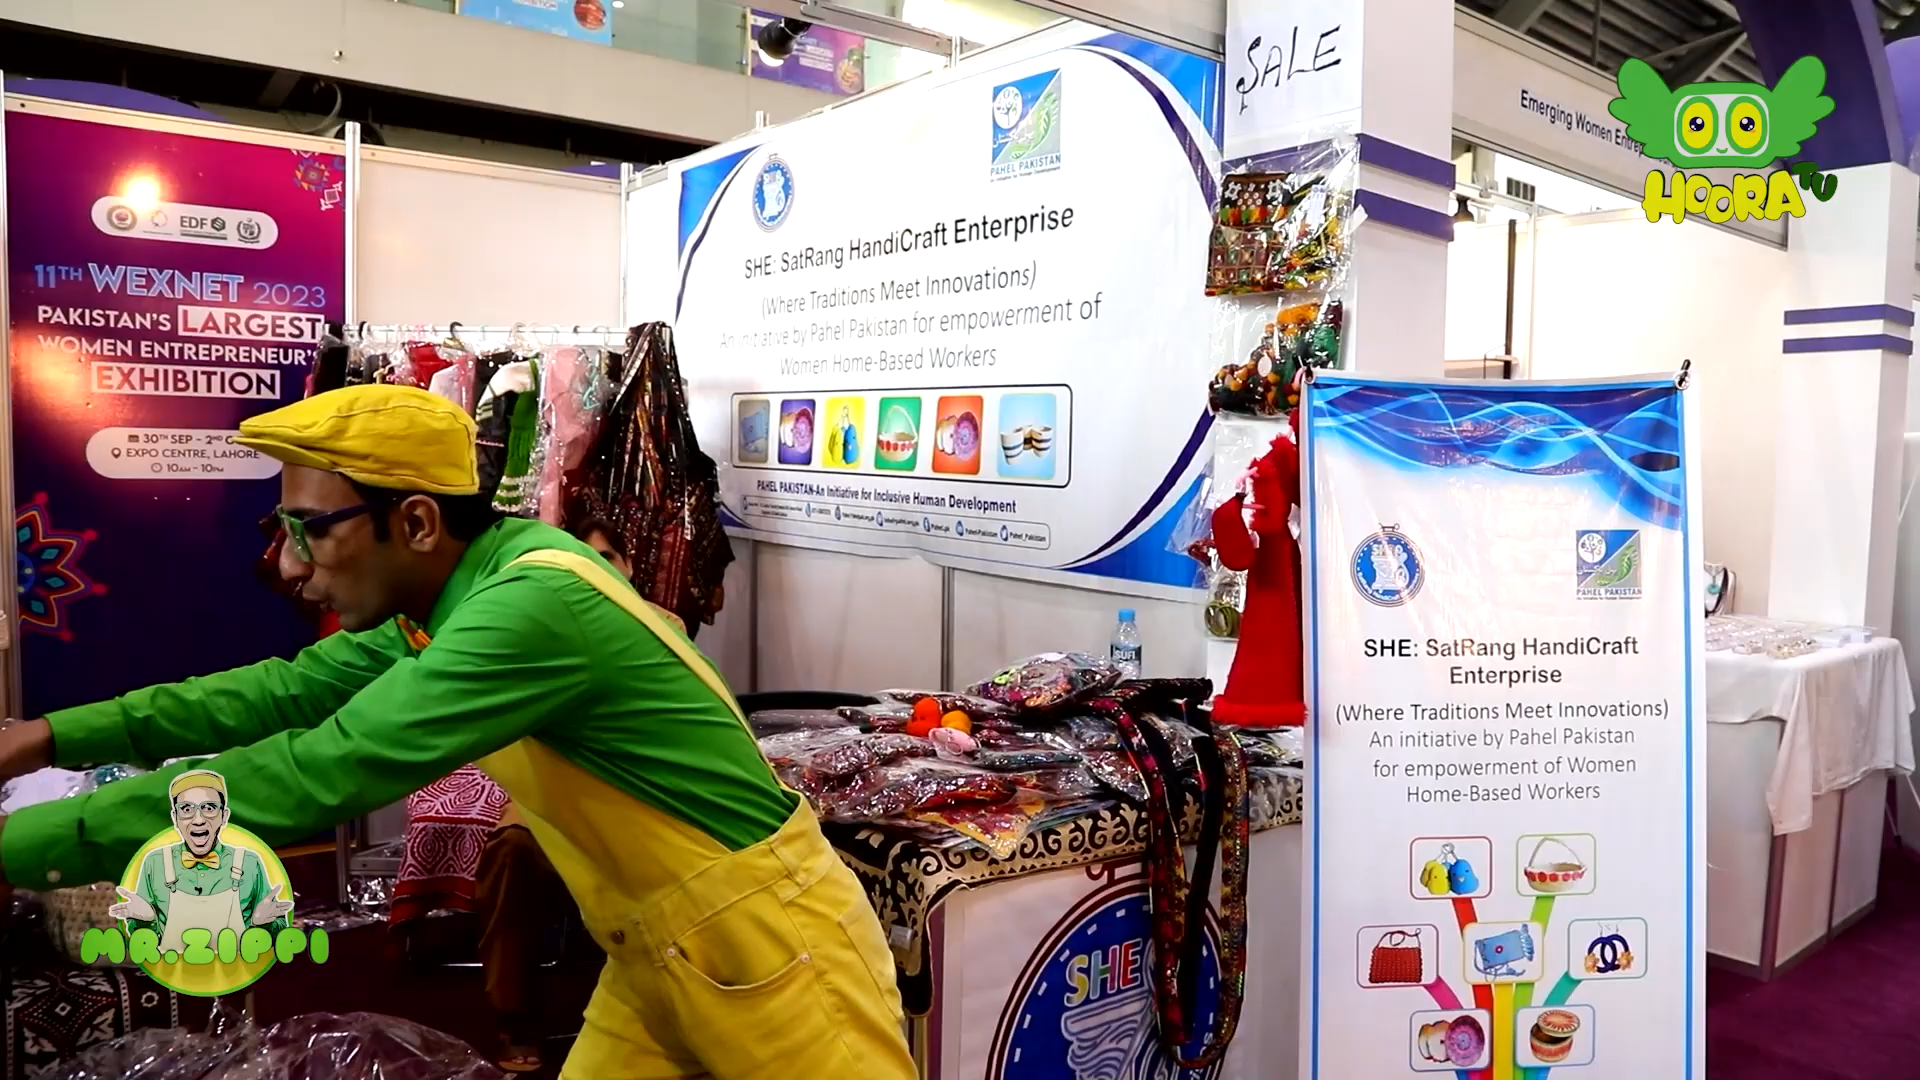 SALE
Emerging Women
HOORA TV
EDF
11TH WEXNET 2023
PAKISTAN'S LARGEST
WOMEN ENTREPRENEUR'S
EXHIBITION
30TH SEP - 2ND
EXPO CENTRE, LAHORE
10AM - 10PM
PAHEL PAKISTAN
SHE: SatRang HandiCraft Enterprise
(Where Traditions Meet Innovations)
An initiative by Pahel Pakistan for empowerment of
Women Home-Based Workers
PAHEL PAKISTAN-An Initiative for Inclusive Human Development
SUFI
PAHEL PAKISTAN
SHE: SatRang HandiCraft
Enterprise
(Where Traditions Meet Innovations)
An initiative by Pahel Pakistan
for empowerment of Women
Home-Based Workers
SHE
MR.ZIPPI